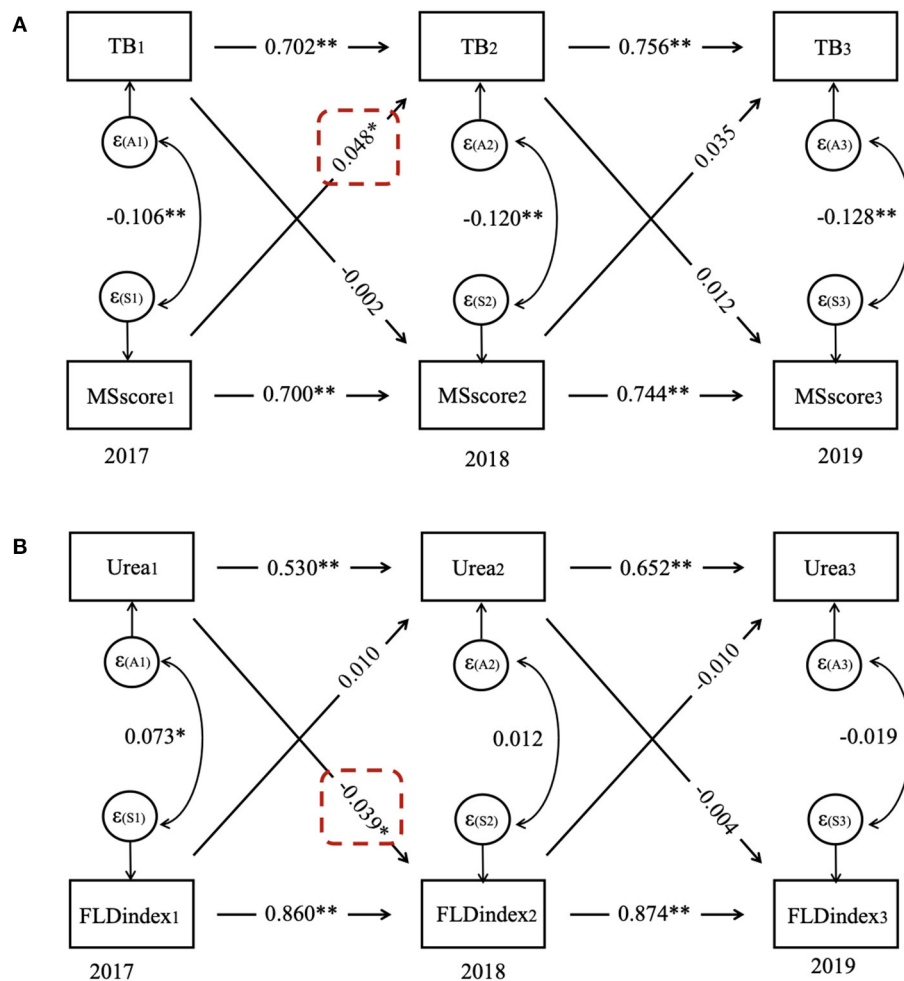 A
TB1 0.702** TB2 0.756** TB3
ε(A1) 0.048* ε(A2) 0.035 ε(A3)
-0.106** -0.120** -0.128**
ε(S1) -0.002 ε(S2) 0.012 ε(S3)
MSscore1 0.700** MSscore2 0.744** MSscore3
2017 2018 2019
B
Urea1 0.530** Urea2 0.652** Urea3
ε(A1) 0.010 ε(A2) -0.010 ε(A3)
0.073* 0.012 -0.019
ε(S1) -0.039* ε(S2) -0.004 ε(S3)
FLDindex1 0.860** FLDindex2 0.874** FLDindex3
2017 2018 2019